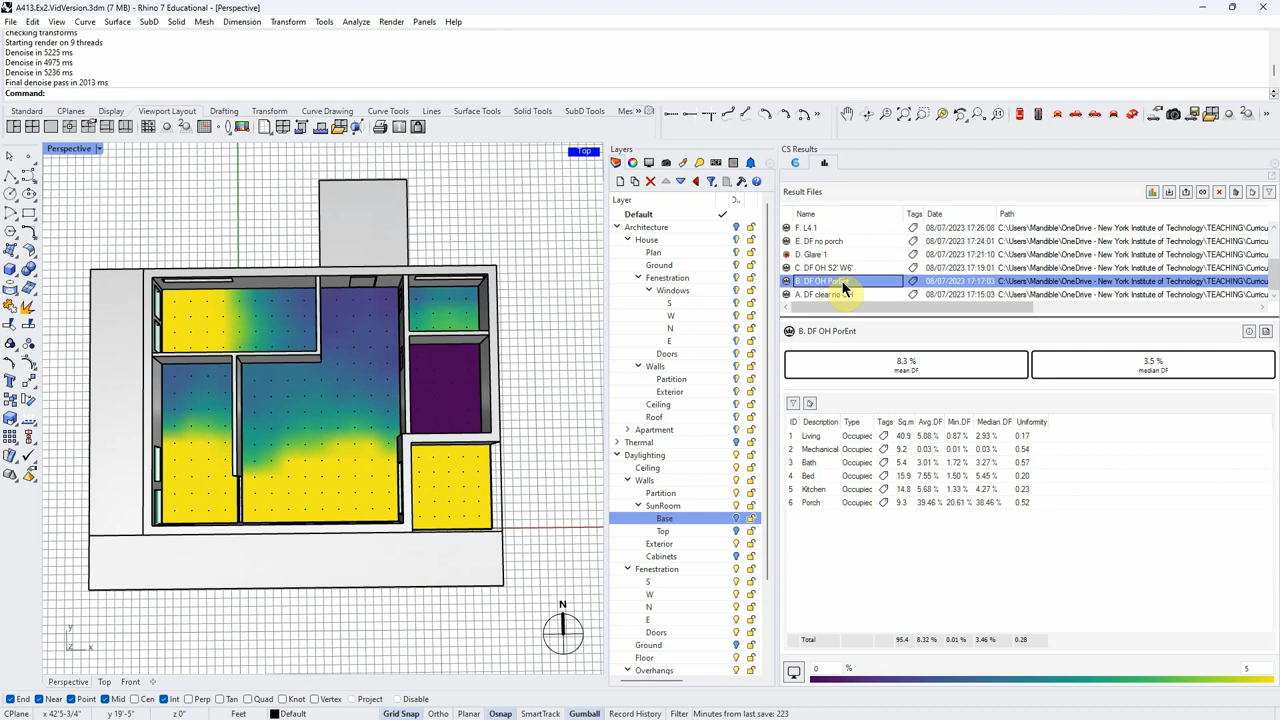 A413.Ex2.VidVersion.3dm (7 MB) - Rhino 7 Educational - [Perspective]
File Edit View Curve Surface SubD Solid Mesh Dimension Transform Tools Analyze Render Panels Help
checking transforms
Starting render on 9 threads
Denoise in 5225 ms
Denoise in 4975 ms
Denoise in 5236 ms
Final denoise pass in 2013 ms
Command:
Standard CPlanes Display Viewport Layout Drafting Transform Curve Drawing Curve Tools Lines Surface Tools Solid Tools SubD Tools Mes »
Perspective
Top
N
y
z x
Perspective Top Front
Layers
Layer
Default
Architecture
House
Plan
Ground
Fenestration
Windows
S
W
N
E
Doors
Walls
Partition
Exterior
Ceiling
Roof
Apartment
Thermal
Daylighting
Ceiling
Walls
Partition
SunRoom
Base
Top
Exterior
Cabinets
Fenestration
S
W
N
E
Doors
Ground
Floor
Overhangs
CS Results
Result Files
Name Tags Date Path
F. L4.1 08/07/2023 17:26:08 C:\Users\Mandible\OneDrive - New York Institute of Technology\TEACHING\Curricu
E. DF no porch 08/07/2023 17:24:01 C:\Users\Mandible\OneDrive - New York Institute of Technology\TEACHING\Curricu
D. Glare 1 08/07/2023 17:21:10 C:\Users\Mandible\OneDrive - New York Institute of Technology\TEACHING\Curricu
C. DF OH S2' W6' 08/07/2023 17:19:01 C:\Users\Mandible\OneDrive - New York Institute of Technology\TEACHING\Curricu
B. DF OH 08/07/2023 17:17:03 C:\Users\Mandible\OneDrive - New York Institute of Technology\TEACHING\Curricu
A. DF clear 08/07/2023 17:15:03 C:\Users\Mandible\OneDrive - New York Institute of Technology\TEACHING\Curricu
B. DF OH PorEnt
8.3 % 3.5 %
mean DF median DF
ID Description Type Tags Sq.m Avg.DF Min.DF Median.DF Uniformity
1 Living Occupied 40.9 5.08 % 0.87 % 2.93 % 0.17
2 Mechanical Occupied 9.2 0.03 % 0.01 % 0.03 % 0.54
3 Bath Occupied 5.4 3.01 % 1.72 % 3.27 % 0.57
4 Bed Occupied 15.9 7.55 % 1.50 % 5.45 % 0.20
5 Kitchen Occupied 14.8 5.68 % 1.33 % 4.27 % 0.23
6 Porch Occupied 9.3 39.46 % 20.61 % 38.46 % 0.52
Total 95.4 8.32 % 0.01 % 3.46 % 0.28
0 % 5
End Near Point Mid Cen Int Perp Tan Quad Knot Vertex Project Disable
CPlane x 42'5-3/4" y 19'-5" z 0" Feet Default Grid Snap Ortho Planar Osnap SmartTrack Gumball Record History Filter Minutes from last save: 223